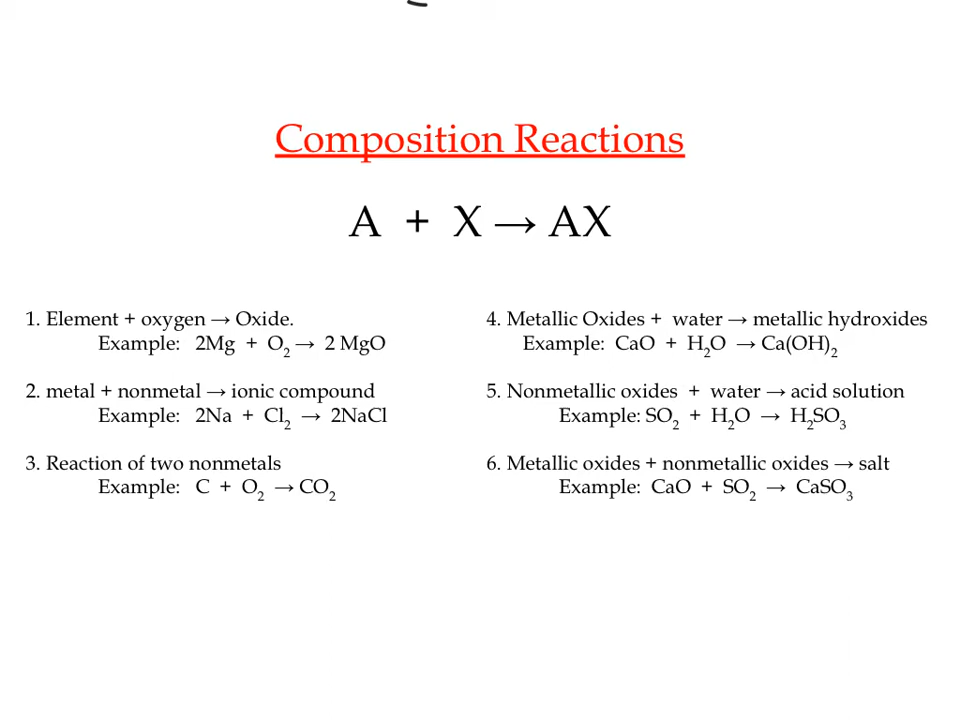 Composition Reactions
A + X → AX
1. Element + oxygen → Oxide.
Example: 2Mg + O₂ → 2 MgO
2. metal + nonmetal → ionic compound
Example: 2Na + Cl₂ → 2NaCl
3. Reaction of two nonmetals
Example: C + O₂ → CO₂
4. Metallic Oxides + water → metallic hydroxides
Example: CaO + H₂O → Ca(OH)₂
5. Nonmetallic oxides + water → acid solution
Example: SO₂ + H₂O → H₂SO₃
6. Metallic oxides + nonmetallic oxides → salt
Example: CaO + SO₂ → CaSO₃